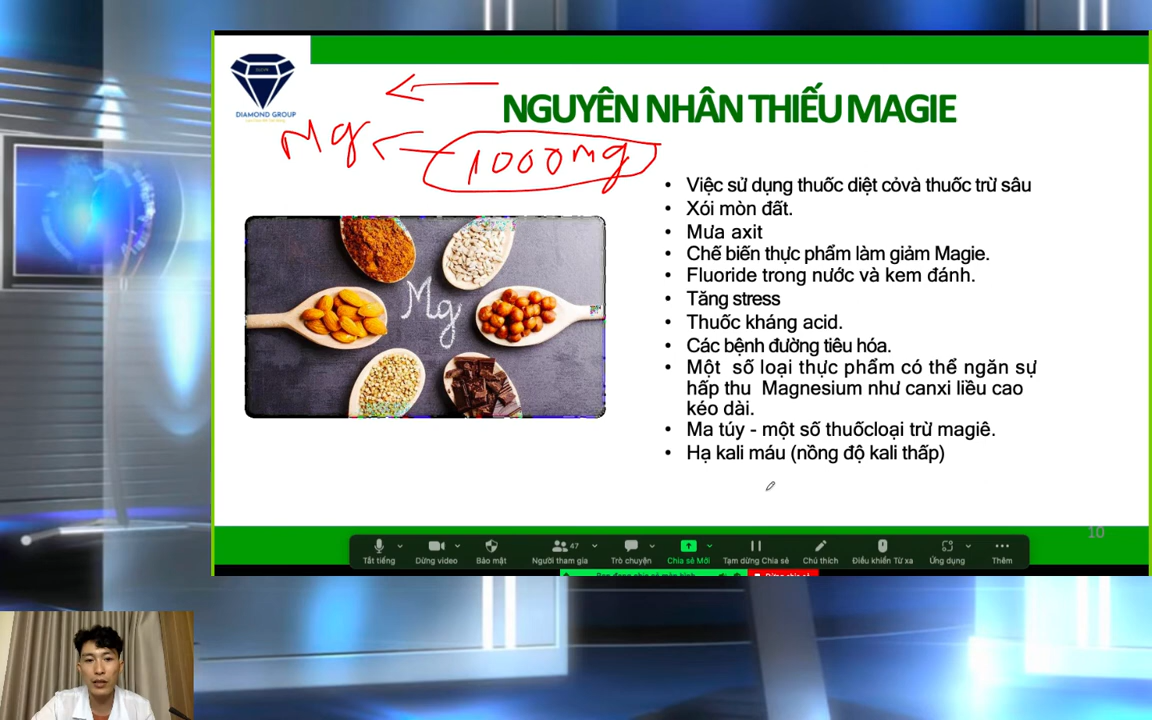 DIAMOND GROUP
NGUYÊN NHÂN THIẾU MAGIE
Mg
1000mg
Mg
• Việc sử dụng thuốc diệt cỏvà thuốc trừ sâu
• Xói mòn đất.
• Mưa axit
• Chế biến thực phẩm làm giảm Magie.
• Fluoride trong nước và kem đánh.
• Tăng stress
• Thuốc kháng acid.
• Các bệnh đường tiêu hóa.
• Một số loại thực phẩm có thể ngăn sự
hấp thu Magnesium như canxi liều cao
kéo dài.
• Ma túy - một số thuốcloại trừ magiê.
• Hạ kali máu (nồng độ kali thấp)
10
47
Tắt tiếng
Dừng video
Bảo mật
Người tham gia
Trò chuyện
Chia sẻ Mới
Tạm dừng Chia sẻ
Chú thích
Điều khiển Từ xa
Ứng dụng
Thêm